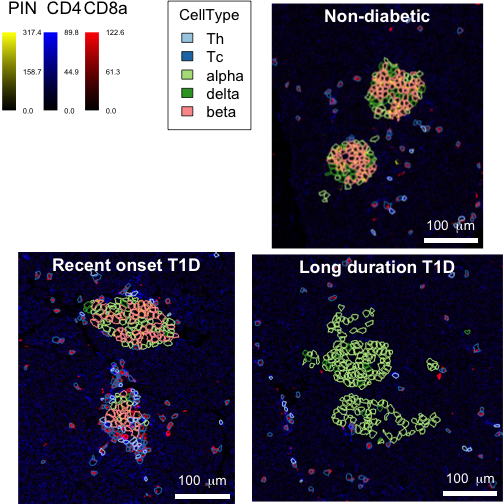 PIN CD4 CD8a
317.4 89.8 122.6
158.7 44.9 61.3
0.0 0.0 0.0
CellType
Th
Tc
alpha
delta
beta
Non-diabetic
100 µm
Recent onset T1D
100 µm
Long duration T1D
100 µm